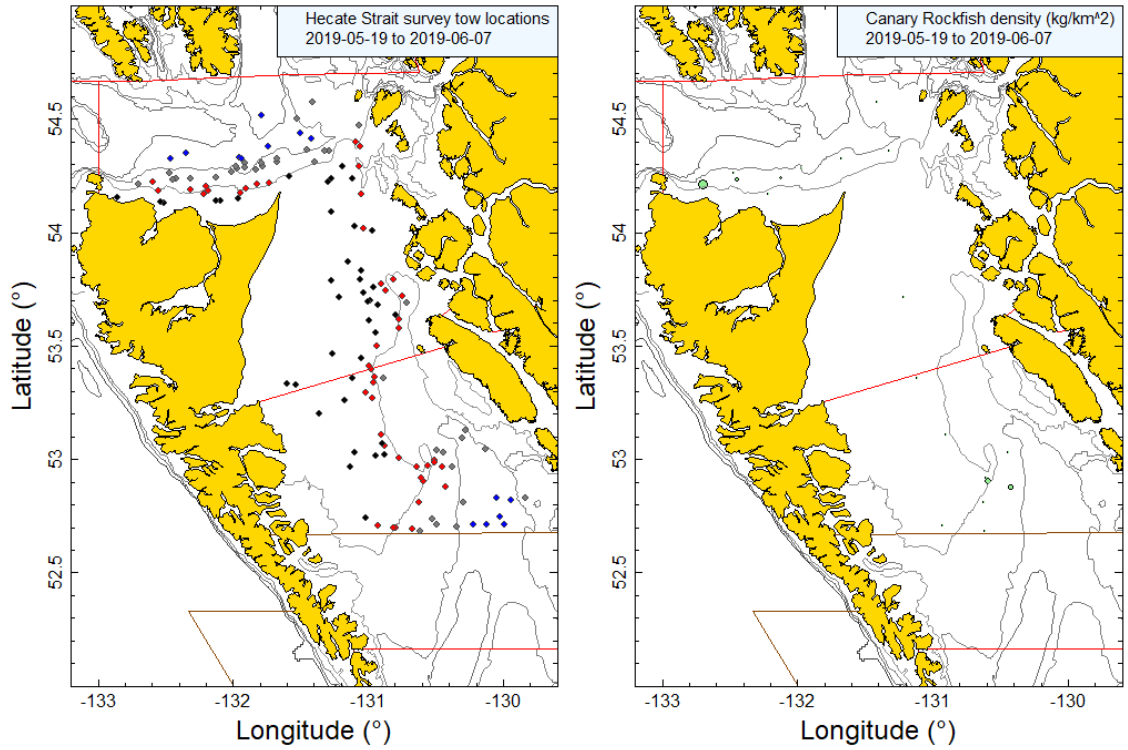 Hecate Strait survey tow locations
2019-05-19 to 2019-06-07
Latitude (°)
54.5
54
53.5
53
52.5
-133
-132
-131
-130
Longitude (°)
Canary Rockfish density (kg/km^2)
2019-05-19 to 2019-06-07
Latitude (°)
54.5
54
53.5
53
52.5
-133
-132
-131
-130
Longitude (°)